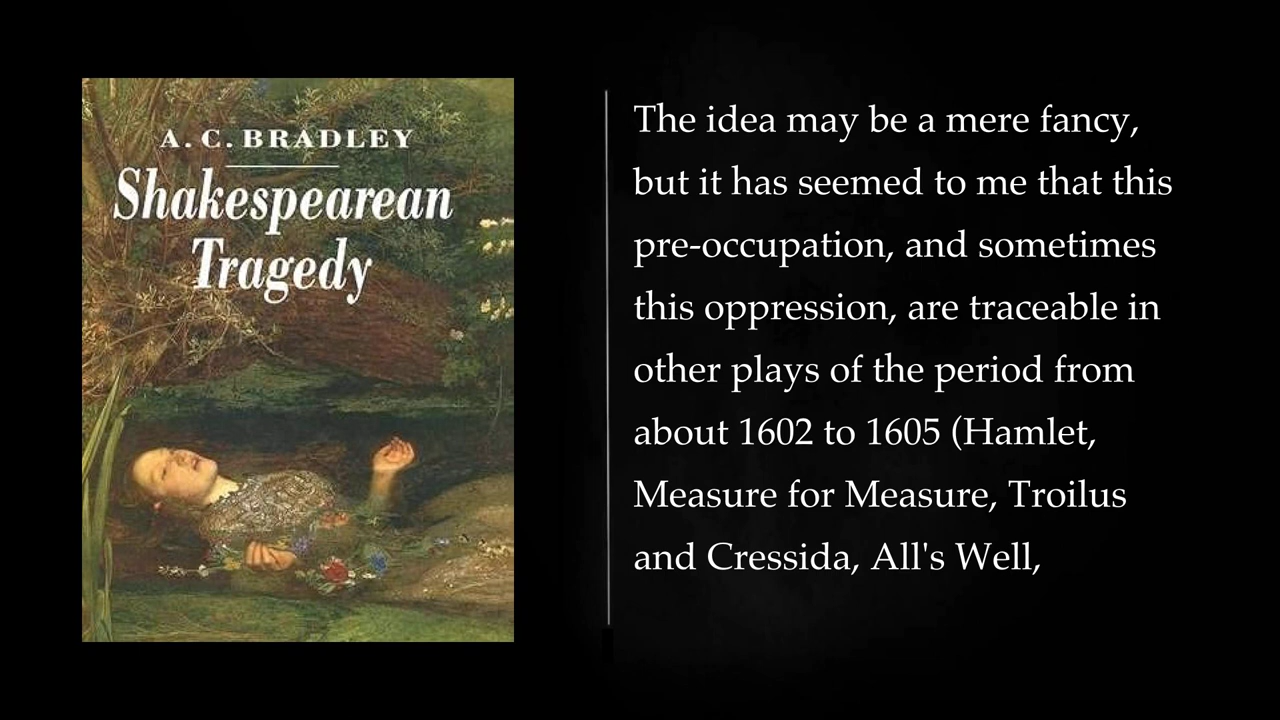 A. C. BRADLEY
Shakespearean
Tragedy
The idea may be a mere fancy,
but it has seemed to me that this
pre-occupation, and sometimes
this oppression, are traceable in
other plays of the period from
about 1602 to 1605 (Hamlet,
Measure for Measure, Troilus
and Cressida, All's Well,